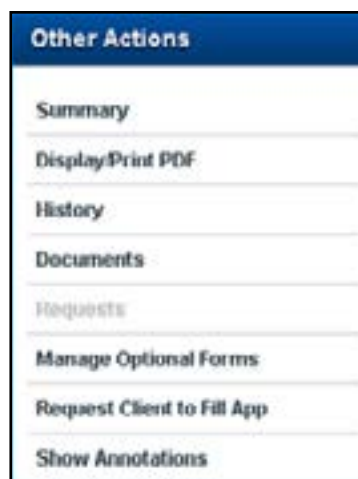 Other Actions
Summary
Display/Print PDF
History
Documents
Requests
Manage Optional Forms
Request Client to Fill App
Show Annotations